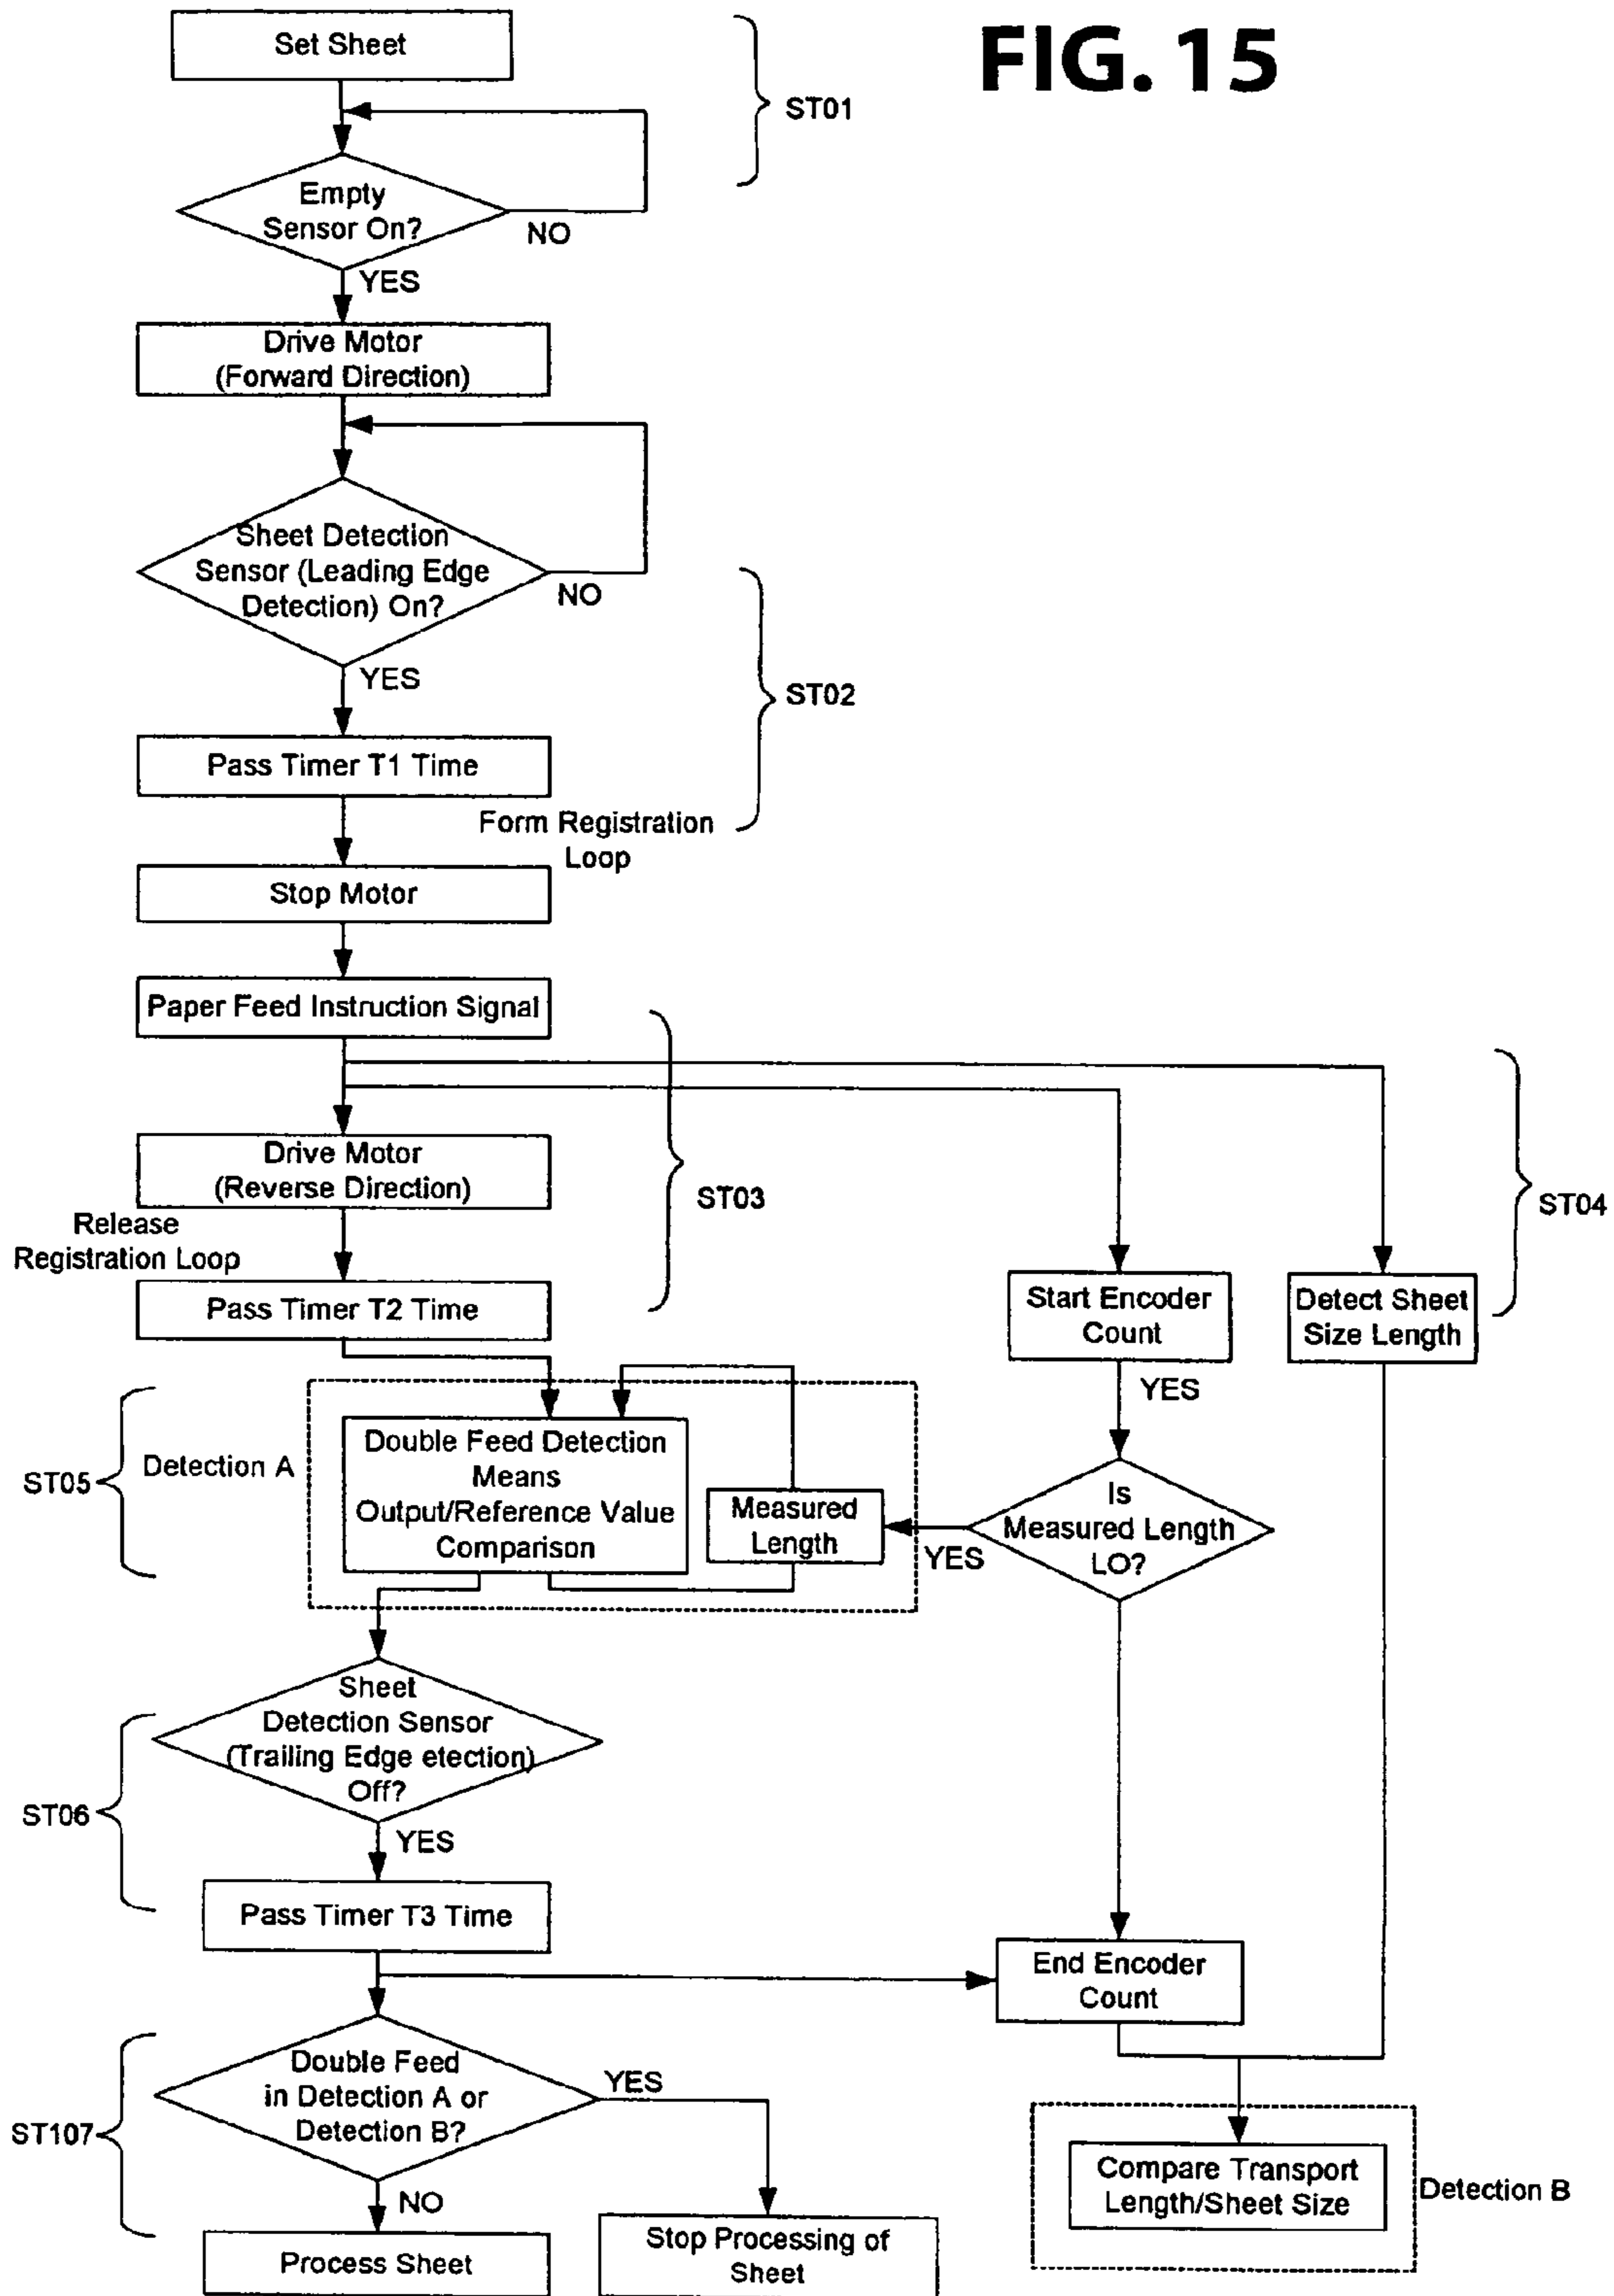 FIG. 15
Set Sheet
ST01
Empty
Sensor On?
NO
YES
Drive Motor
(Forward Direction)
Sheet Detection
Sensor (Leading Edge
Detection) On?
NO
YES
ST02
Pass Timer T1 Time
Form Registration
Loop
Stop Motor
Paper Feed Instruction Signal
Drive Motor
(Reverse Direction)
ST03
ST04
Release
Registration Loop
Pass Timer T2 Time
Start Encoder
Count
Detect Sheet
Size Length
YES
ST05
Detection A
Double Feed Detection
Means
Output/Reference Value
Comparison
Measured
Length
YES
Is
Measured Length
LO?
Sheet
Detection Sensor
(Trailing Edge etection)
Off?
ST06
YES
Pass Timer T3 Time
End Encoder
Count
Double Feed
in Detection A or
Detection B?
YES
ST107
NO
Compare Transport
Length/Sheet Size
Detection B
Process Sheet
Stop Processing of
Sheet